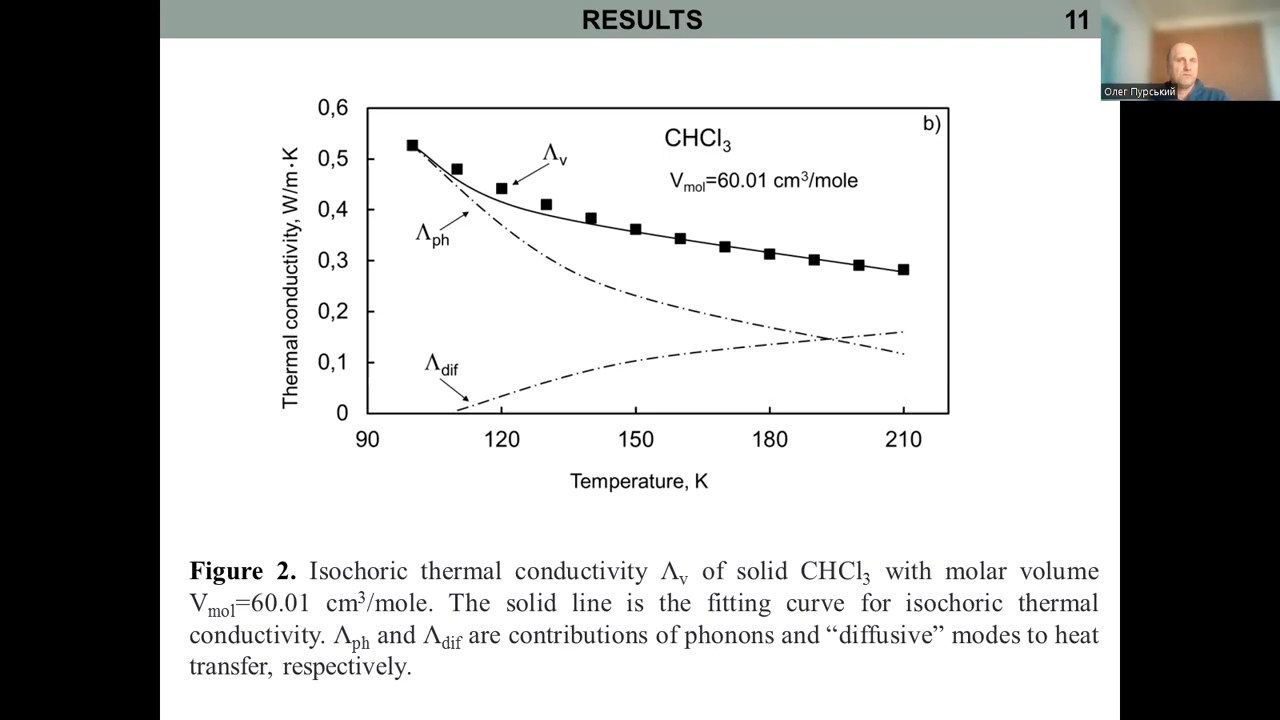 RESULTS
11
Олег Пурський
b)
CHCl₃
Vmol=60.01 cm³/mole
Λv
Λph
Λdif
Thermal conductivity, W/m·K
0,6
0,5
0,4
0,3
0,2
0,1
0
90 120 150 180 210
Temperature, K
Figure 2. Isochoric thermal conductivity Λv of solid CHCl₃ with molar volume
Vmol=60.01 cm³/mole. The solid line is the fitting curve for isochoric thermal
conductivity. Λph and Λdif are contributions of phonons and “diffusive” modes to heat
transfer, respectively.